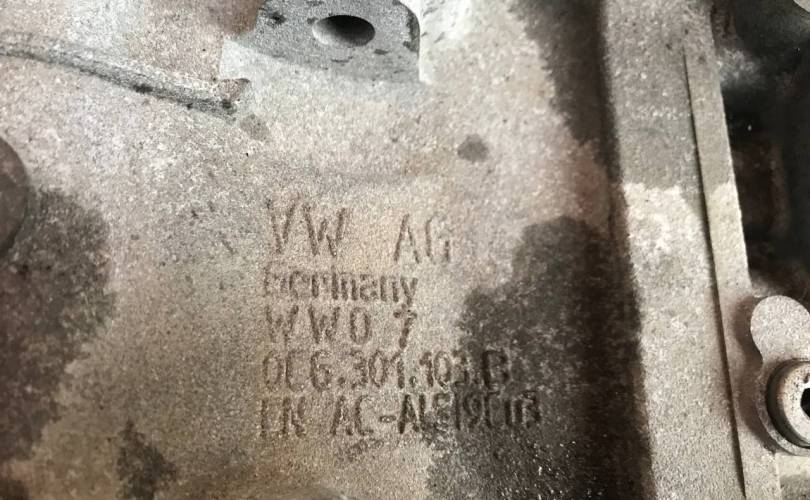 VW AG
Germany
WWD 7
0C6.301.103.B
EN AC-AlSi9Cu3